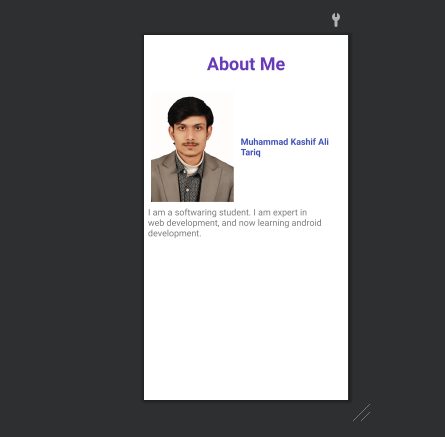 About Me
Muhammad Kashif Ali
Tariq
I am a softwaring student. I am expert in
web development, and now learning android
development.